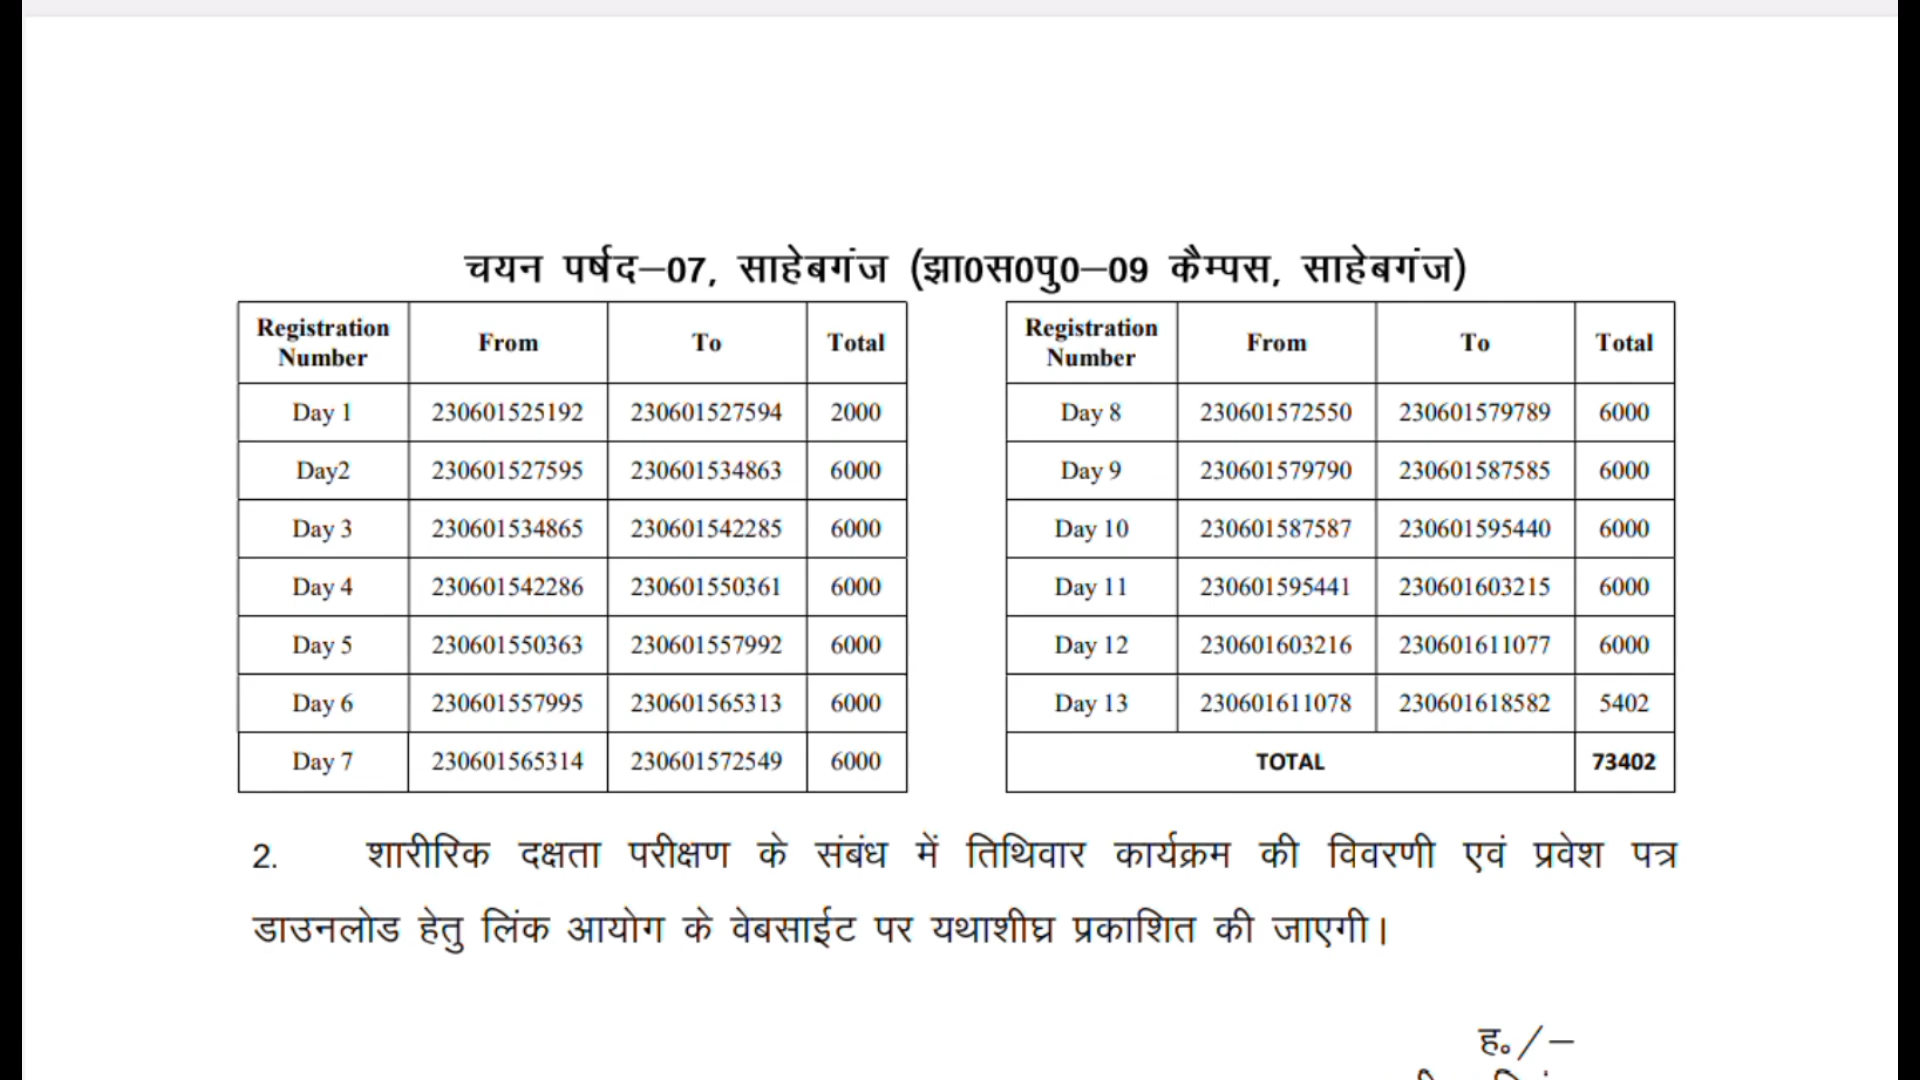 चयन पर्षद–07, साहेबगंज (झा0स0पु0–09 कैम्पस, साहेबगंज)
Registration Number From To Total
Day 1 230601525192 230601527594 2000
Day2 230601527595 230601534863 6000
Day 3 230601534865 230601542285 6000
Day 4 230601542286 230601550361 6000
Day 5 230601550363 230601557992 6000
Day 6 230601557995 230601565313 6000
Day 7 230601565314 230601572549 6000
Registration Number From To Total
Day 8 230601572550 230601579789 6000
Day 9 230601579790 230601587585 6000
Day 10 230601587587 230601595440 6000
Day 11 230601595441 230601603215 6000
Day 12 230601603216 230601611077 6000
Day 13 230601611078 230601618582 5402
TOTAL 73402
2. शारीरिक दक्षता परीक्षण के संबंध में तिथिवार कार्यक्रम की विवरणी एवं प्रवेश पत्र
डाउनलोड हेतु लिंक आयोग के वेबसाईट पर यथाशीघ्र प्रकाशित की जाएगी।
ह०/–